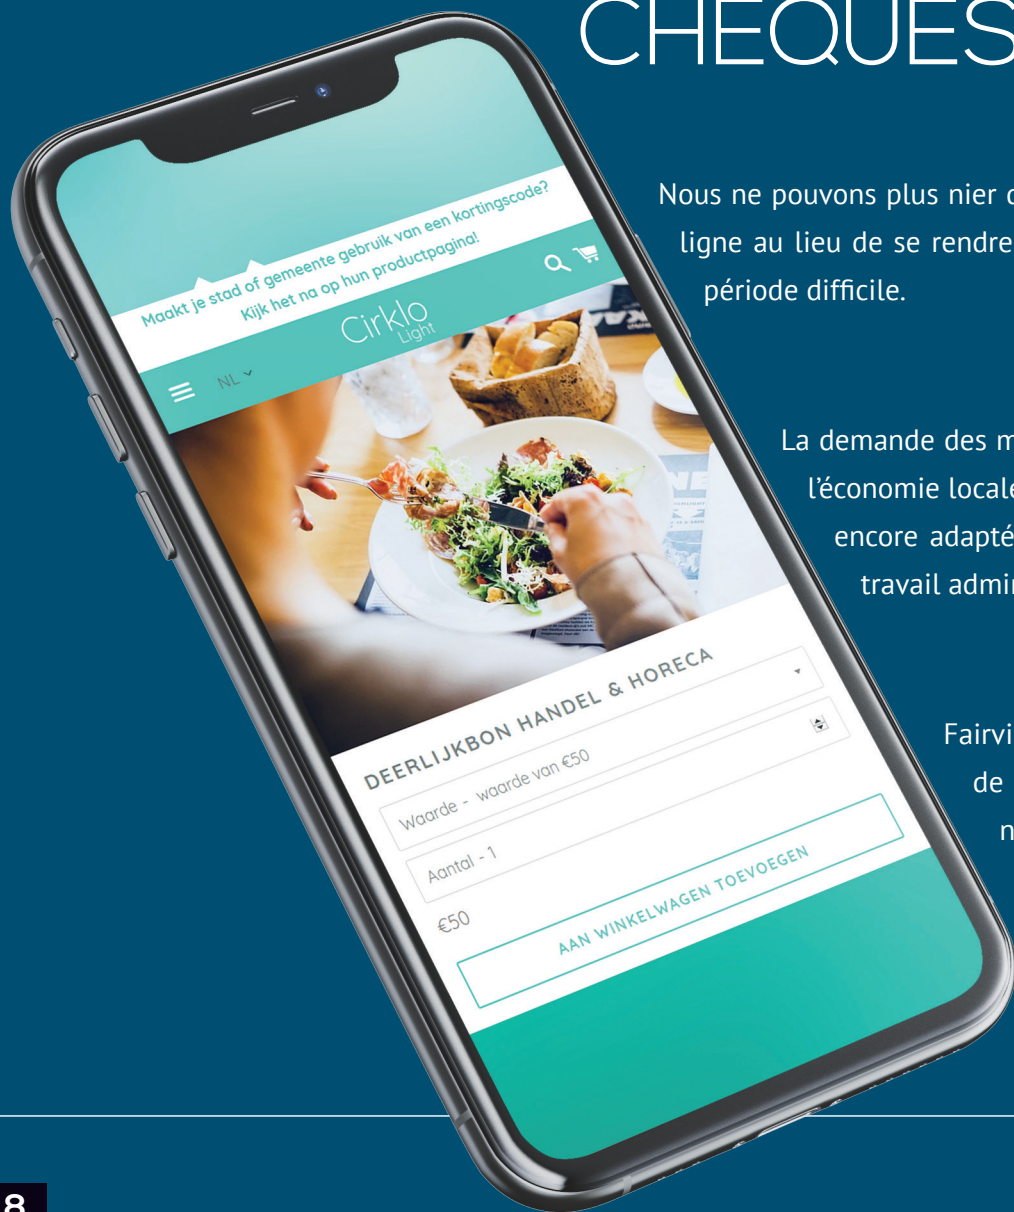 CHEQUES
Nous ne pouvons plus nier
ligne au lieu de se rendre
période difficile.
La demande des
l’économie locale
encore adapté
travail
Fairvi
de
Maakt je stad of gemeente gebruik van een kortingscode?
Kijk het na op hun productpagina!
NL
Cirklo
Light
DEERLIJKBON HANDEL & HORECA
Waarde - waarde van €50
Aantal - 1
€50
AAN WINKELWAGEN TOEVOEGEN
8